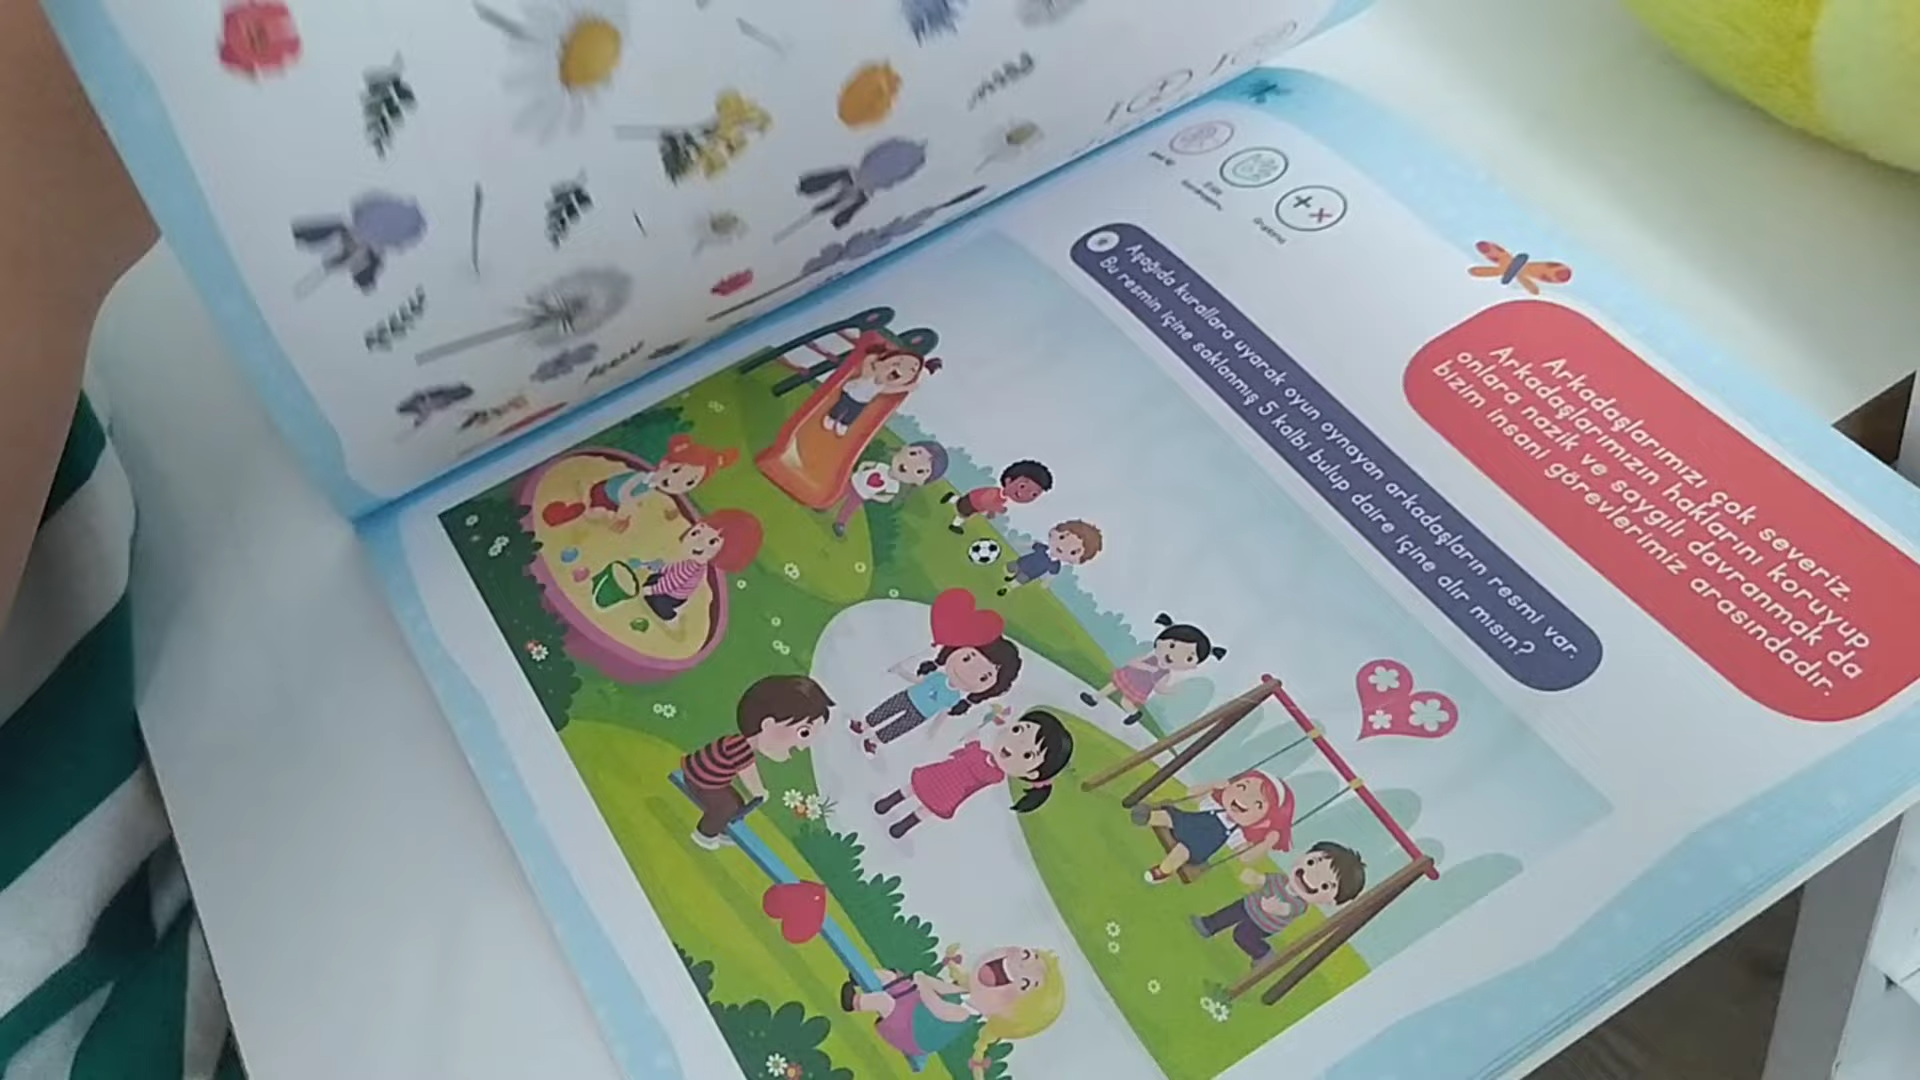 Arkadaşlarımızı çok severiz.
Arkadaşlarımızın haklarını koruyup
onlara nazik ve saygılı davranmak da
bizim insani görevlerimiz arasındadır.
Aşağıda kurallara uyarak oyun oynayan arkadaşların resmi var.
Bu resmin içine saklanmış 5 kalbi bulup daire içine alır mısın?